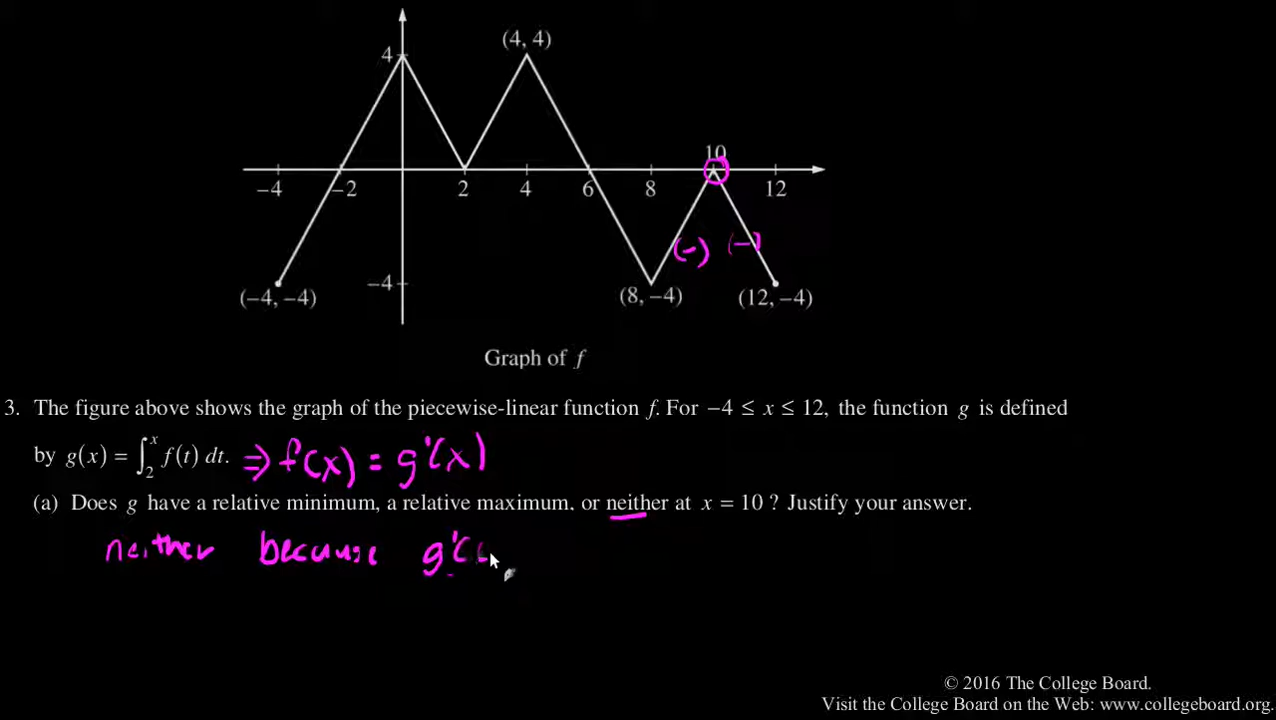 (4, 4)
4
10
−4 −2 2 4 6 8 12
(−) (−)
−4
(−4, −4) (8, −4) (12, −4)
Graph of f
3. The figure above shows the graph of the piecewise-linear function f. For −4 ≤ x ≤ 12, the function g is defined
by g(x) = ∫₂ˣ f(t) dt. ⇒ f(x) = g'(x)
(a) Does g have a relative minimum, a relative maximum, or neither at x = 10 ? Justify your answer.
neither because g'(
© 2016 The College Board.
Visit the College Board on the Web: www.collegeboard.org.